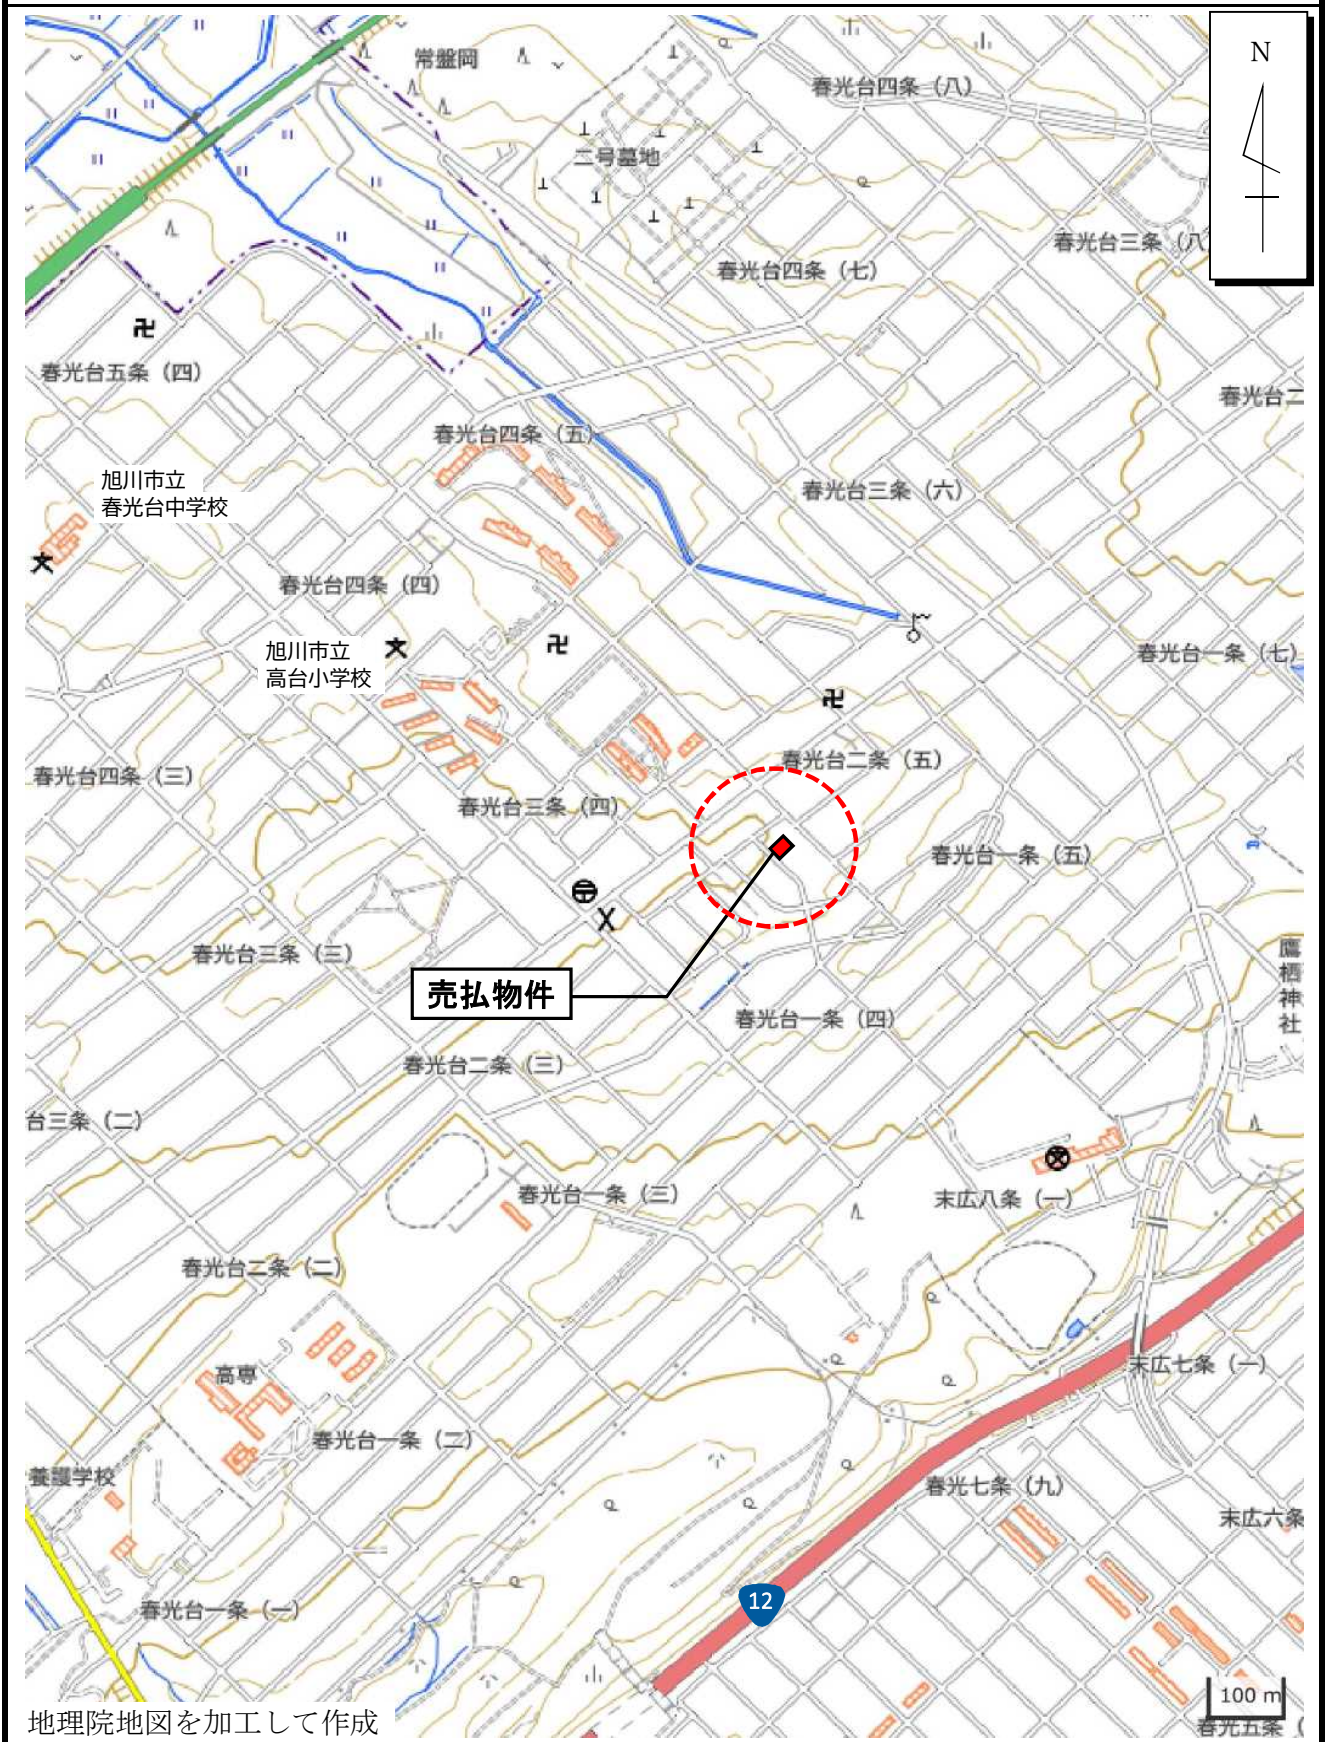 N
常盤岡
春光台四条（八）
二号墓地
春光台三条（八
春光台四条（七）
春光台五条（四）
春光台二
春光台四条（五）
旭川市立
春光台中学校
春光台三条（六）
春光台四条（四）
旭川市立
高台小学校
春光台一条（七）
春光台二条（五）
春光台四条（三）
春光台三条（四）
春光台一条（五）
春光台三条（三）
鷹栖神社
売払物件
春光台一条（四）
春光台二条（三）
台三条（二）
春光台一条（三）
末広八条（一）
春光台二条（二）
末広七条（一）
高専
春光台一条（二）
養護学校
春光七条（九）
末広六条
12
春光台一条（一）
100 m
地理院地図を加工して作成
春光五条（